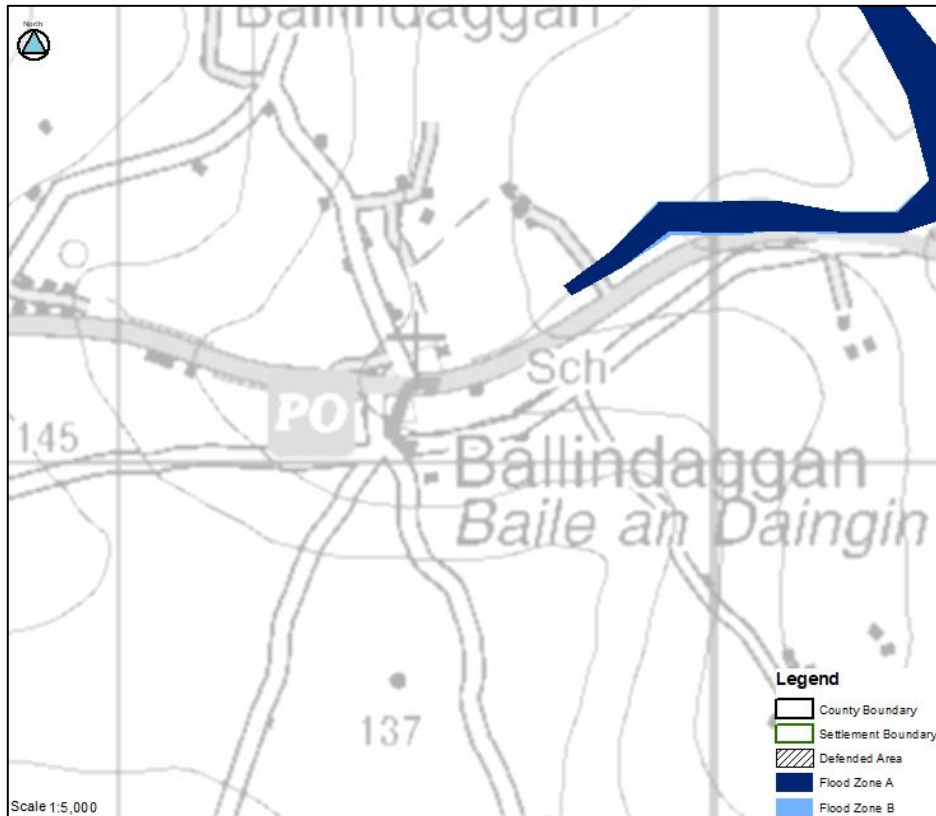 North
Ballindaggan
Sch
PO
145
Ballindaggan
Baile an Daingin
137
Legend
County Boundary
Settlement Boundary
Defended Area
Flood Zone A
Flood Zone B
Scale 1:5,000